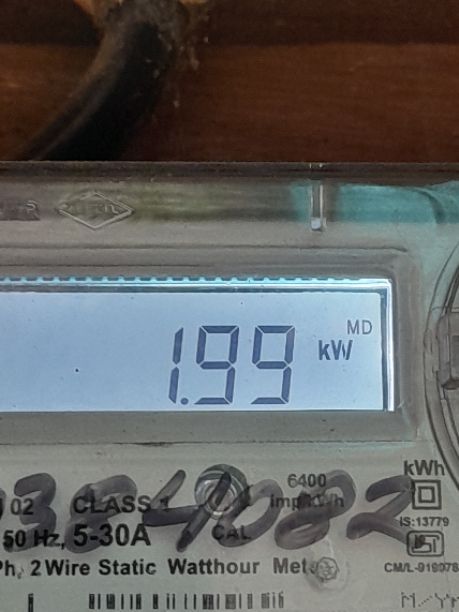 MD
1.99 kW
kWh
6400
02 CLASS 1 imp/kWh
384082
IS:13779
50 Hz, 5-30A CAL
Ph, 2 Wire Static Watthour